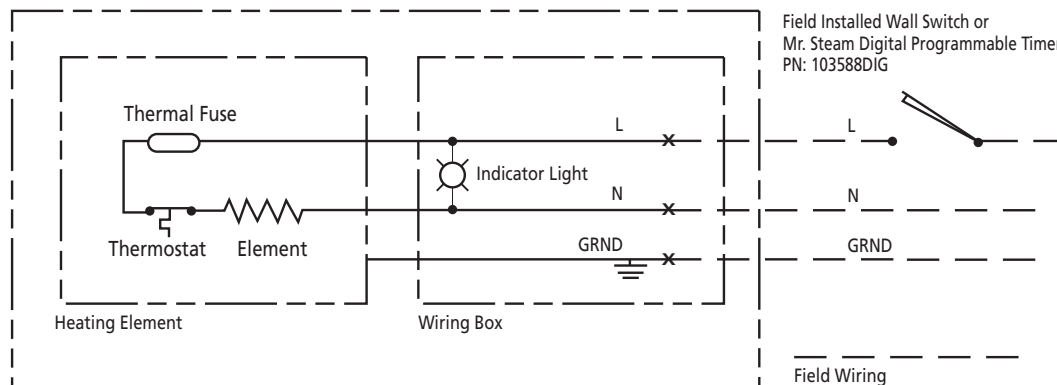 Field Installed Wall Switch or
Mr. Steam Digital Programmable Timer
PN: 103588DIG
Thermal Fuse
L
L
Indicator Light
N
N
Thermostat
Element
GRND
GRND
Heating Element
Wiring Box
Field Wiring